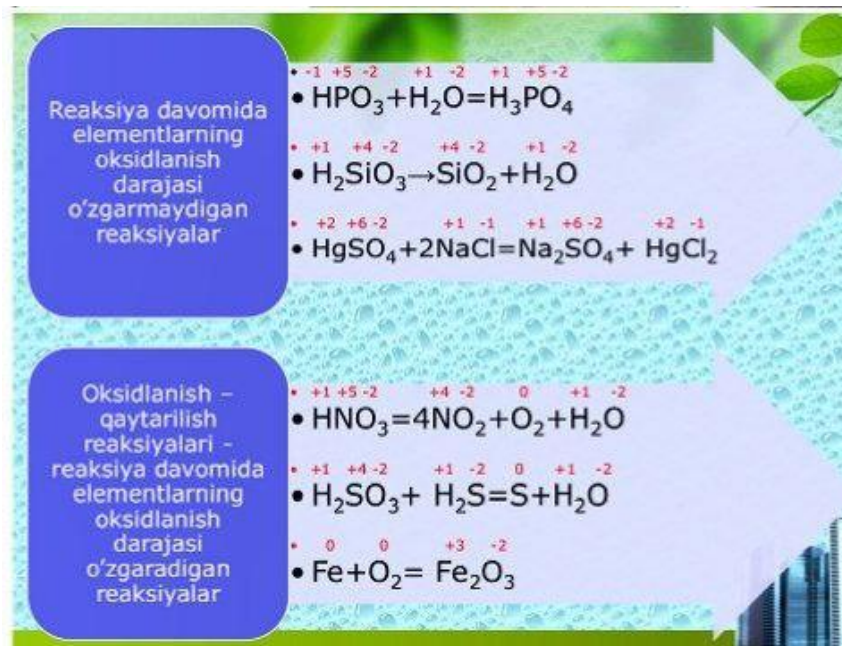 Reaksiya davomida
elementlarning
oksidlanish
darajasi
o'zgarmaydigan
reaksiyalar
• -1 +5 -2 +1 -2 +1 +5 -2
• HPO₃+H₂O=H₃PO₄
• +1 +4 -2 +4 -2 +1 -2
• H₂SiO₃→SiO₂+H₂O
• +2 +6 -2 +1 -1 +1 +6 -2 +2 -1
• HgSO₄+2NaCl=Na₂SO₄+ HgCl₂
Oksidlanish –
qaytarilish
reaksiyalari -
reaksiya davomida
elementlarning
oksidlanish
darajasi
o'zgaradigan
reaksiyalar
• +1 +5 -2 +4 -2 0 +1 -2
• HNO₃=4NO₂+O₂+H₂O
• +1 +4 -2 +1 -2 0 +1 -2
• H₂SO₃+ H₂S=S+H₂O
• 0 0 +3 -2
• Fe+O₂= Fe₂O₃